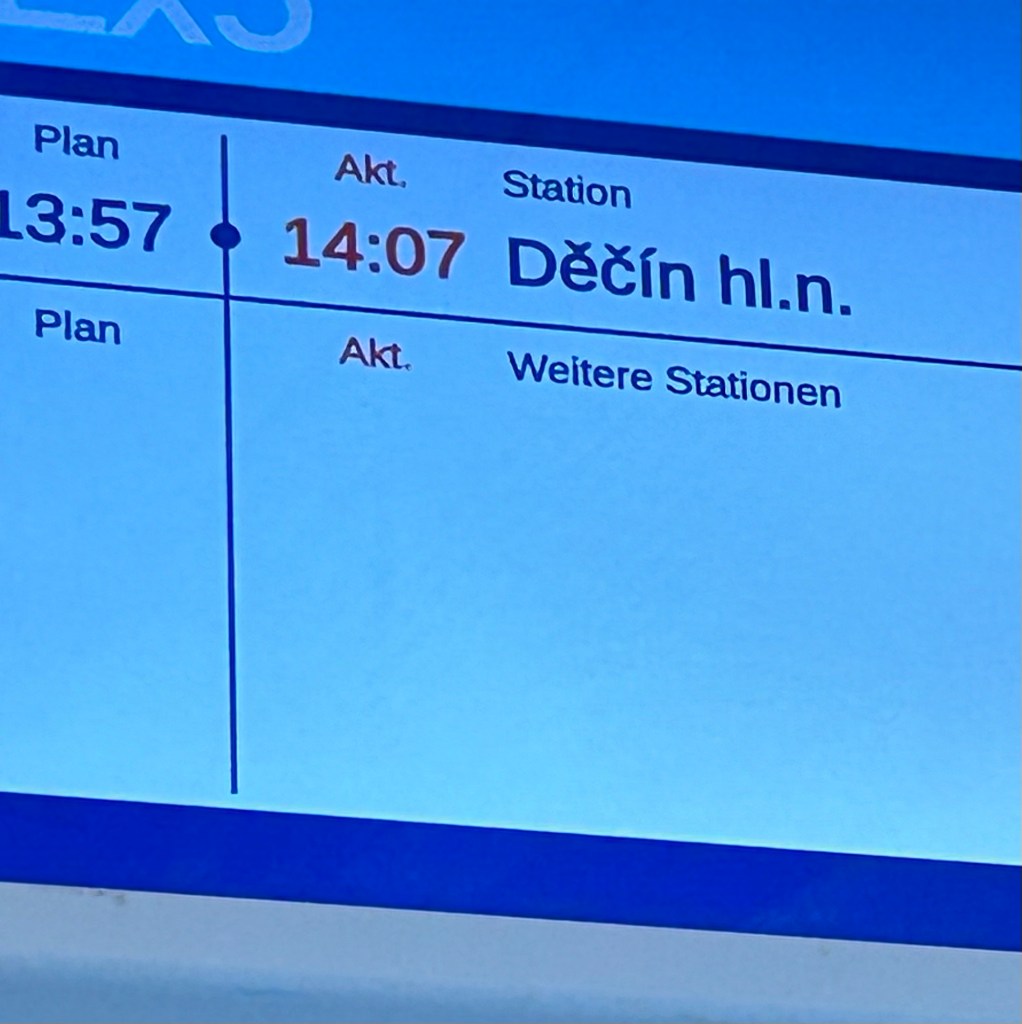 Plan Akt. Station
13:57 14:07 Děčín hl.n.
Plan Akt. Weitere Stationen